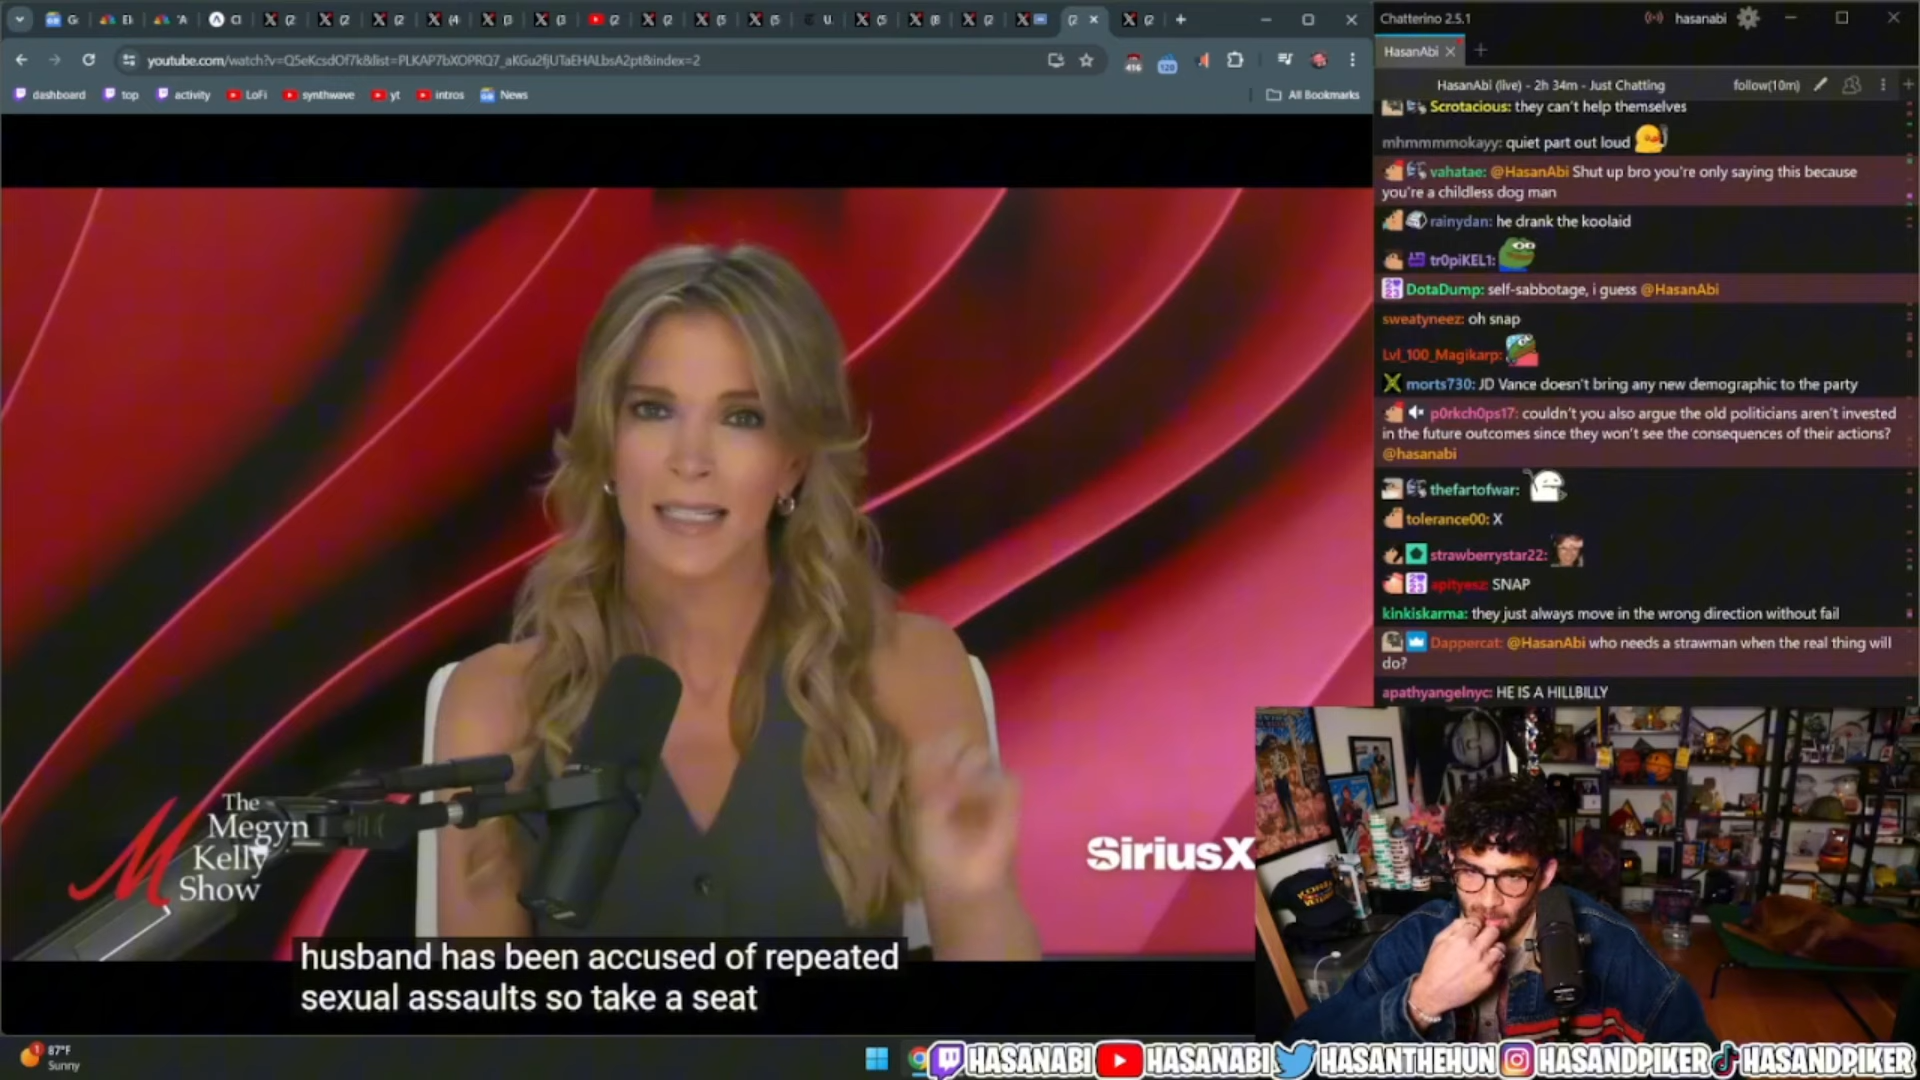 youtube.com/watch?v=Q5eKcsdOf7k&list=PLKAP7bXOPRQ7_aKGu2fjUTaEHALbsA2pt&index=2
dashboard top activity LoFi synthwave yt intros News
All Bookmarks
The
Megyn
Kelly
Show
SiriusX
husband has been accused of repeated
sexual assaults so take a seat
87°F
Sunny
Chatterino 2.5.1
hasanabi
HasanAbi
HasanAbi (live) - 2h 34m - Just Chatting
follow(10m)
Scrotacious: they can't help themselves
mhmmmmokayy: quiet part out loud
vahatae: @HasanAbi Shut up bro you're only saying this because
you're a childless dog man
rainydan: he drank the koolaid
tr0piKEL1:
DotaDump: self-sabbotage, i guess @HasanAbi
sweatyneez: oh snap
Lvl_100_Magikarp:
morts730: JD Vance doesn't bring any new demographic to the party
p0rkch0ps17: couldn't you also argue the old politicians aren't invested
in the future outcomes since they won't see the consequences of their actions?
@hasanabi
thefartofwar:
tolerance00: X
strawberrystar22:
apityesz: SNAP
kinkiskarma: they just always move in the wrong direction without fail
Dappercat: @HasanAbi who needs a strawman when the real thing will
do?
apathyangelnyc: HE IS A HILLBILLY
HASANABI HASANABI HASANTHEHUN HASANDPIKER HASANDPIKER